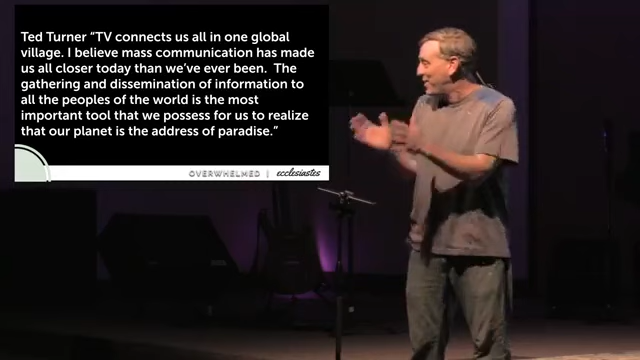 Ted Turner “TV connects us all in one global
village. I believe mass communication has made
us all closer today than we’ve ever been.  The
gathering and dissemination of information to
all the peoples of the world is the most
important tool that we possess for us to realize
that our planet is the address of paradise.”
OVERWHELMED | ecclesiastes